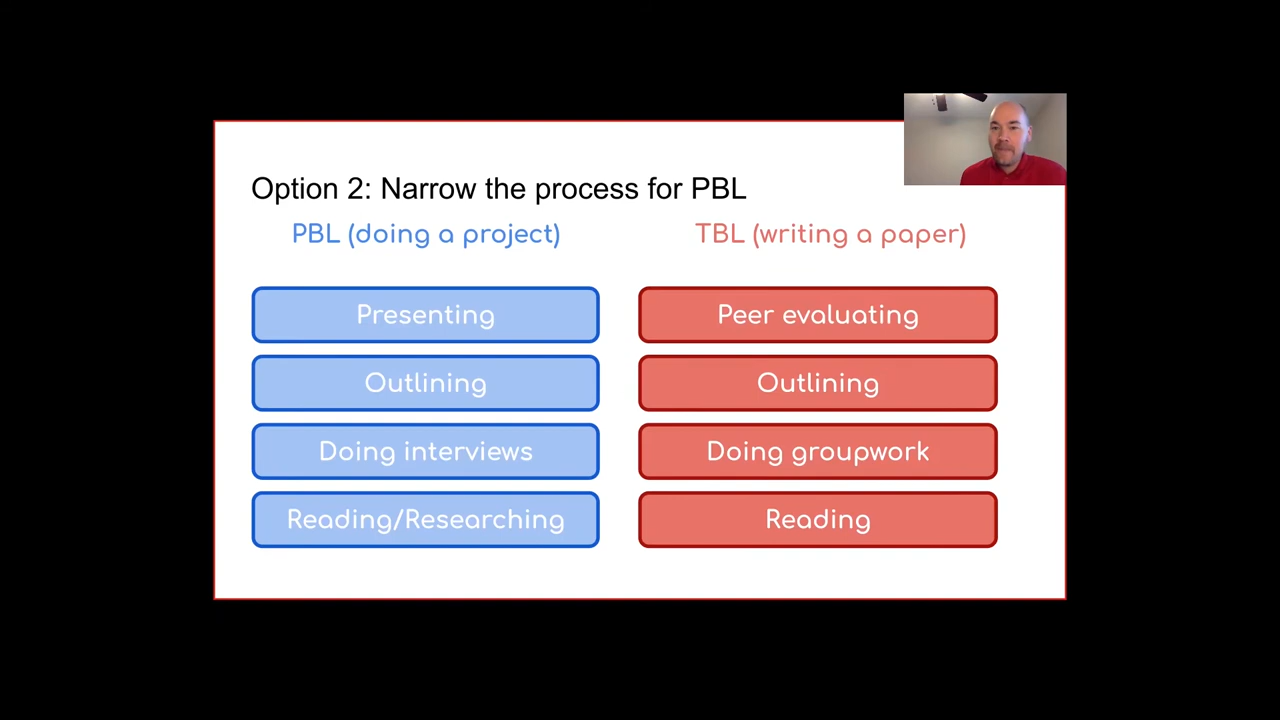 Option 2: Narrow the process for PBL
PBL (doing a project)
TBL (writing a paper)
Presenting
Peer evaluating
Outlining
Outlining
Doing interviews
Doing groupwork
Reading/Researching
Reading